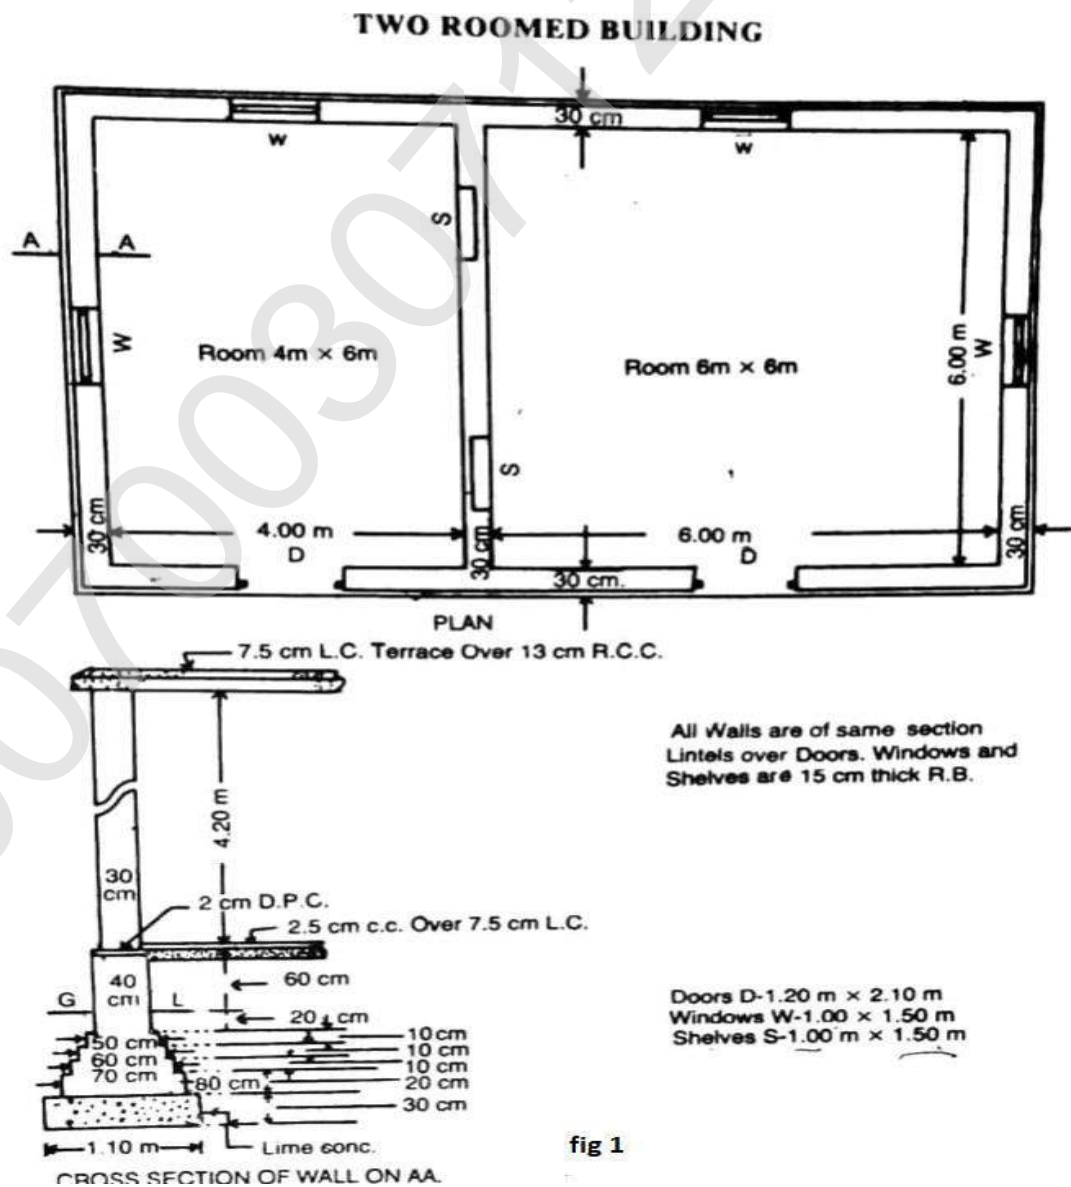 TWO ROOMED BUILDING
30 cm
W
W
S
A A
W
Room 4m × 6m
Room 6m × 6m
6.00 m
W
S
30 cm
4.00 m
D
30 cm
6.00 m
D
30 cm
30 cm.
PLAN
7.5 cm L.C. Terrace Over 13 cm R.C.C.
All Walls are of same section
Lintels over Doors. Windows and
Shelves are 15 cm thick R.B.
4.20 m
30
cm
2 cm D.P.C.
2.5 cm c.c. Over 7.5 cm L.C.
40
cm
60 cm
G L
20 cm
Doors D-1.20 m × 2.10 m
Windows W-1.00 × 1.50 m
Shelves S-1.00 m × 1.50 m
50 cm
10 cm
60 cm
10 cm
70 cm
10 cm
80 cm
20 cm
30 cm
1.10 m
Lime conc.
fig 1
CROSS SECTION OF WALL ON AA.